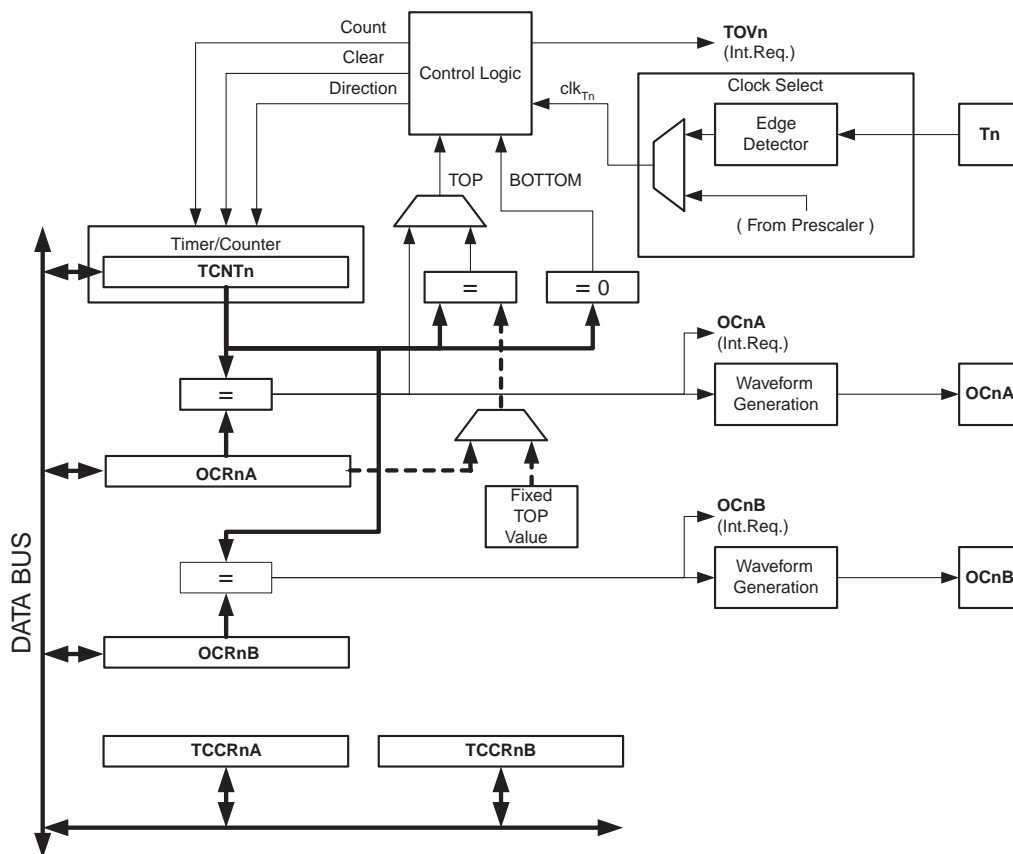 Count
Clear
Direction
Control Logic
TOVn
(Int.Req.)
clkTn
Clock Select
Edge
Detector
Tn
( From Prescaler )
TOP
BOTTOM
Timer/Counter
TCNTn
=
= 0
OCnA
(Int.Req.)
=
Waveform
Generation
OCnA
OCRnA
Fixed
TOP
Value
OCnB
(Int.Req.)
=
Waveform
Generation
OCnB
OCRnB
DATA BUS
TCCRnA
TCCRnB